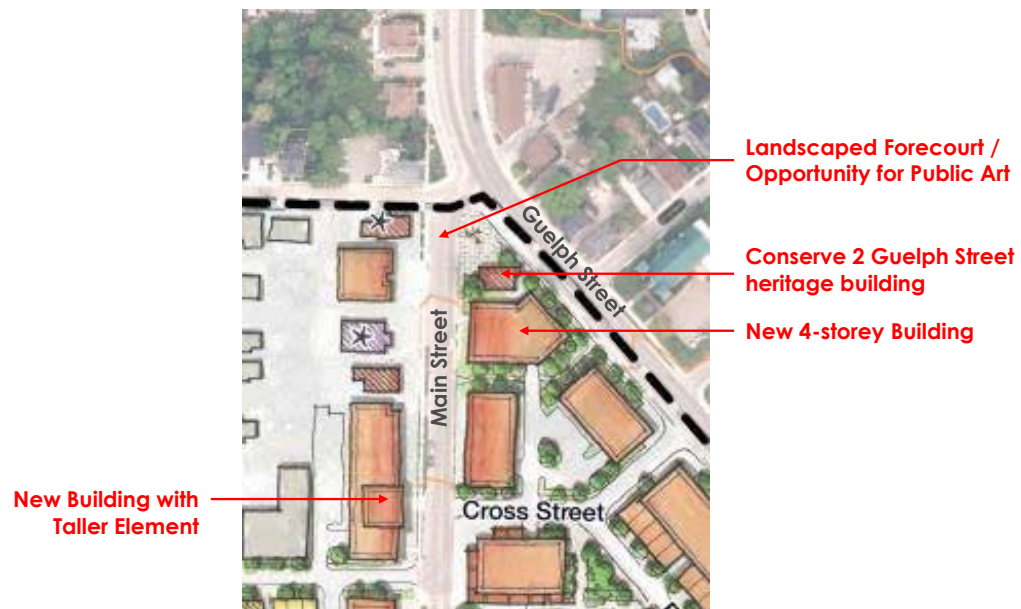 Landscaped Forecourt /
Opportunity for Public Art
Guelph Street
Conserve 2 Guelph Street
heritage building
New 4-storey Building
Main Street
New Building with
Taller Element
Cross Street